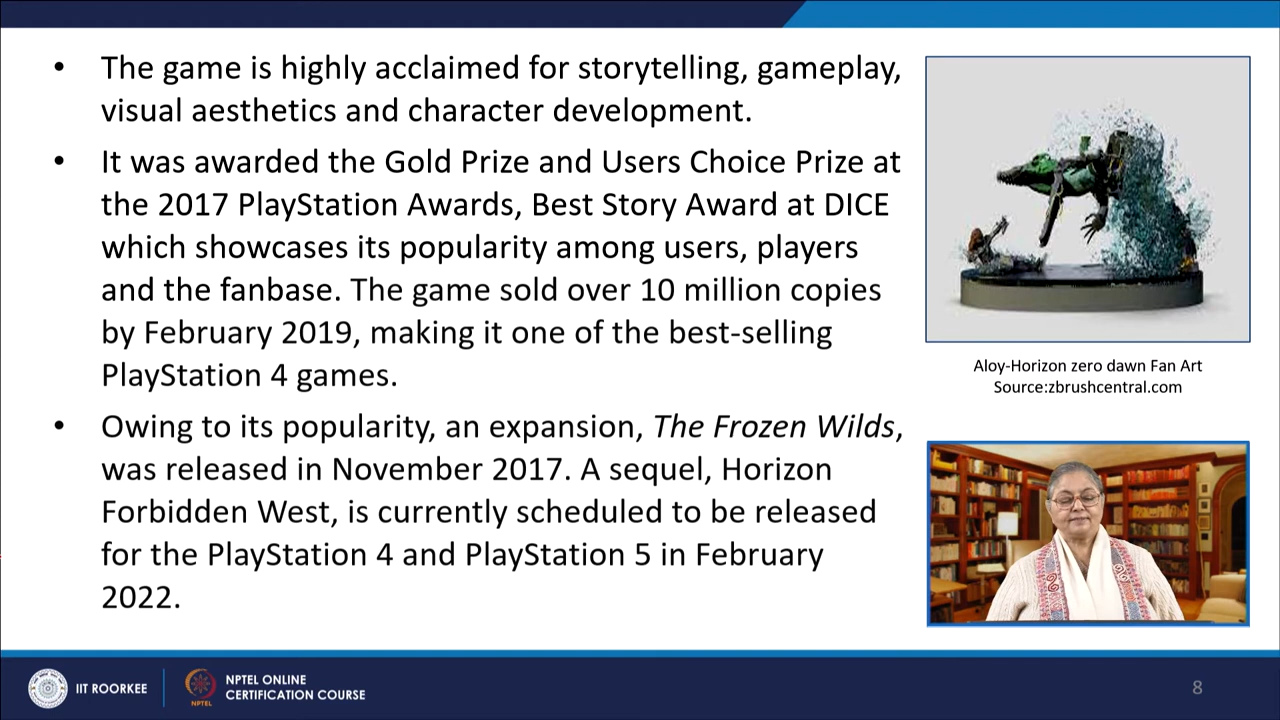 • The game is highly acclaimed for storytelling, gameplay,
visual aesthetics and character development.
• It was awarded the Gold Prize and Users Choice Prize at
the 2017 PlayStation Awards, Best Story Award at DICE
which showcases its popularity among users, players
and the fanbase. The game sold over 10 million copies
by February 2019, making it one of the best-selling
PlayStation 4 games.
• Owing to its popularity, an expansion, The Frozen Wilds,
was released in November 2017. A sequel, Horizon
Forbidden West, is currently scheduled to be released
for the PlayStation 4 and PlayStation 5 in February
2022.
Aloy-Horizon zero dawn Fan Art
Source:zbrushcentral.com
IIT ROORKEE
NPTEL
NPTEL ONLINE
CERTIFICATION COURSE
8